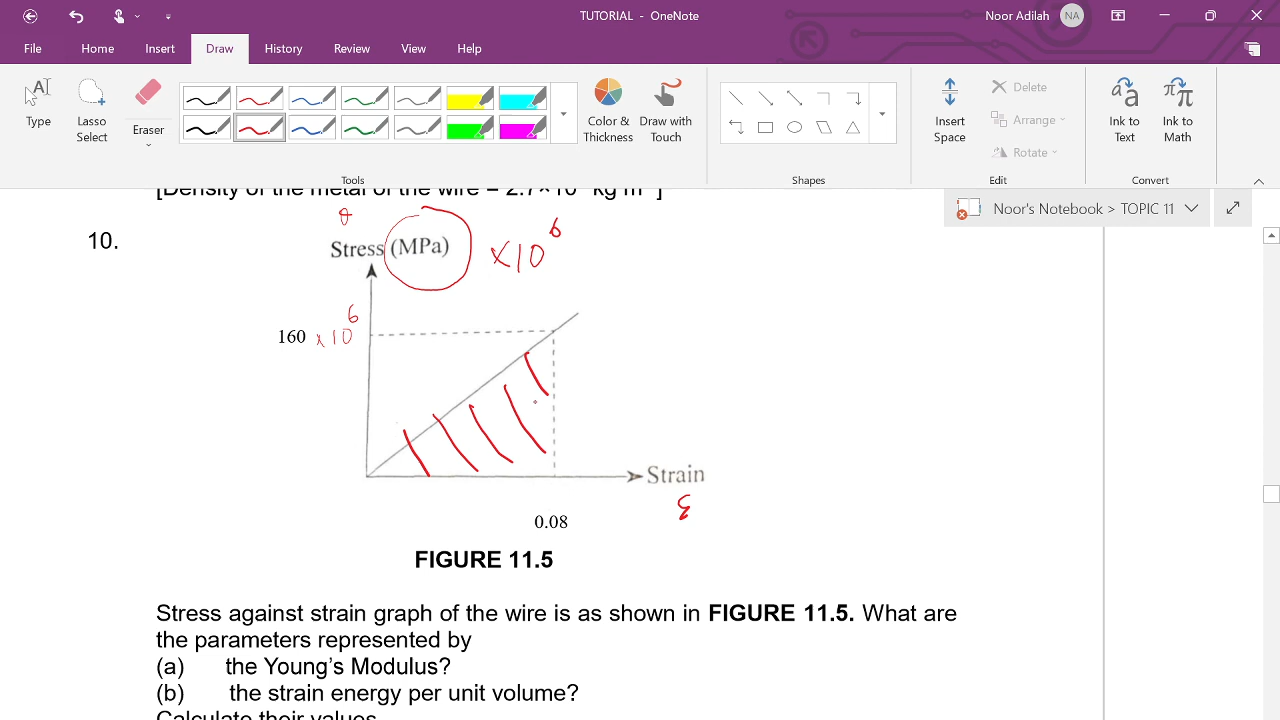 TUTORIAL - OneNote
Noor Adilah
NA
File
Home
Insert
Draw
History
Review
View
Help
Type
Lasso
Select
Eraser
Color &
Thickness
Draw with
Touch
Insert
Space
Delete
Arrange
Rotate
Ink to
Text
Ink to
Math
Tools
Shapes
Edit
Convert
Noor's Notebook > TOPIC 11
10.
Stress (MPa) ×10⁶
160 ×10⁶
Strain
ε
0.08
FIGURE 11.5
Stress against strain graph of the wire is as shown in FIGURE 11.5. What are
the parameters represented by
(a) the Young's Modulus?
(b) the strain energy per unit volume?
Calculate their values